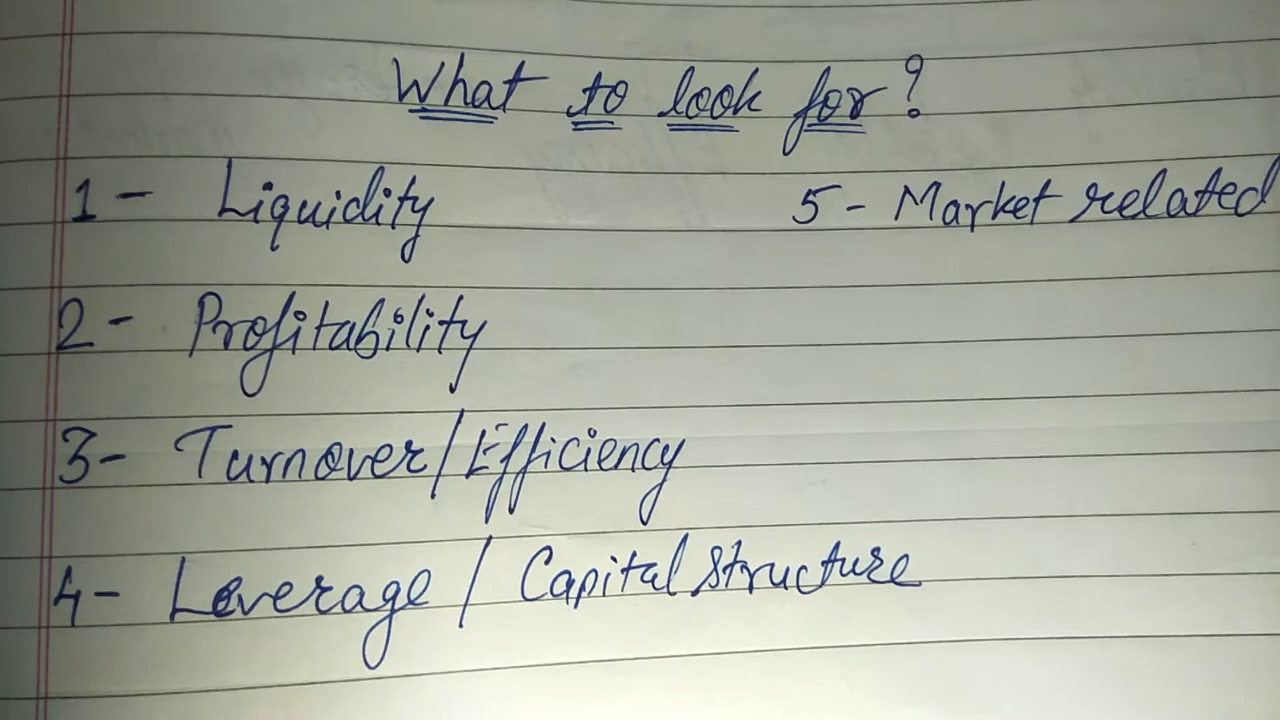 What to look for?
1- Liquidity
2- Profitability
3- Turnover/Efficiency
4- Leverage / Capital structure
5- Market related